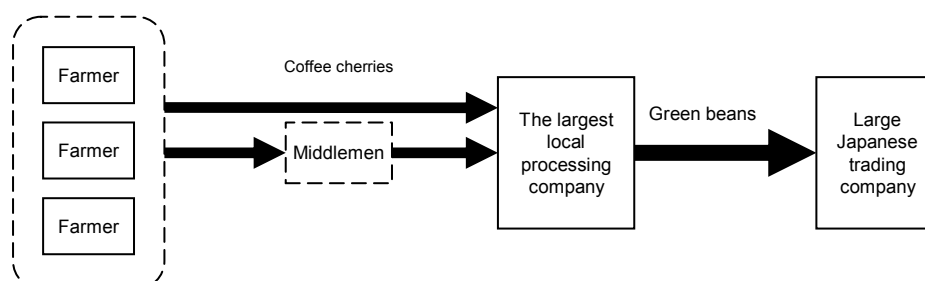 Farmer
Farmer
Farmer
Coffee cherries
Middlemen
The largest
local
processing
company
Green beans
Large
Japanese
trading
company